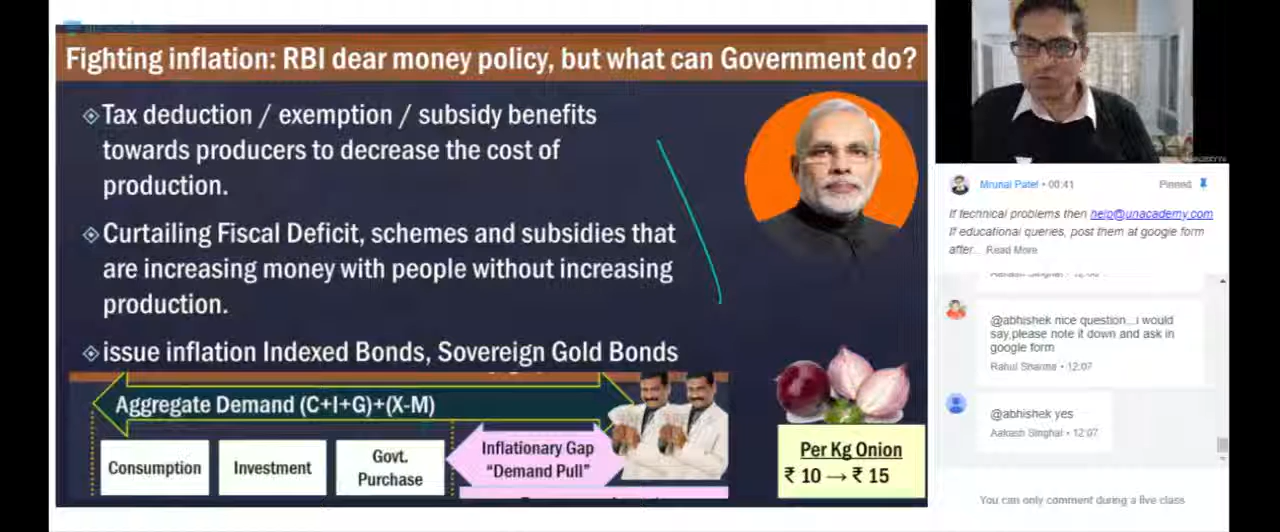 Fighting inflation: RBI dear money policy, but what can Government do?
Tax deduction / exemption / subsidy benefits
towards producers to decrease the cost of
production.
Curtailing Fiscal Deficit, schemes and subsidies that
are increasing money with people without increasing
production.
issue inflation Indexed Bonds, Sovereign Gold Bonds
Aggregate Demand (C+I+G)+(X-M)
Consumption
Investment
Govt.
Purchase
Inflationary Gap
“Demand Pull”
Per Kg Onion
₹ 10 → ₹ 15
Mrunal Patel • 00:41
Pinned
If technical problems then help@unacademy.com
If educational queries, post them at google form
after... Read More
@abhishek nice question...i would
say,please note it down and ask in
google form
Rahul Sharma • 12:07
@abhishek yes
Aakash Singhal • 12:07
You can only comment during a live class